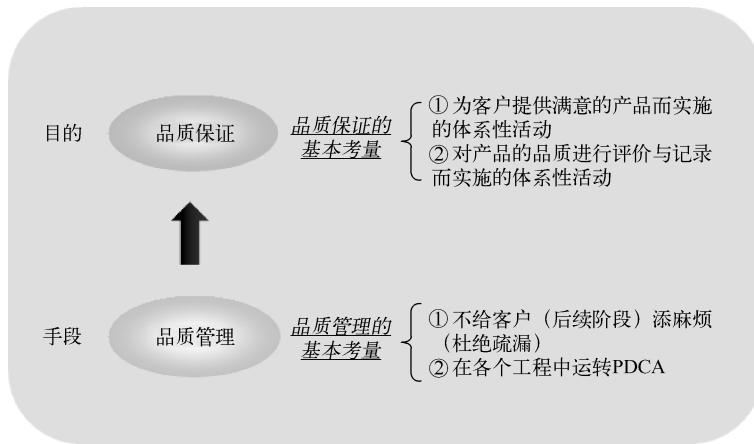 目的
品质保证
品质保证的
基本考量
① 为客户提供满意的产品而实施
的体系性活动
② 对产品的品质进行评价与记录
而实施的体系性活动
手段
品质管理
品质管理的
基本考量
① 不给客户（后续阶段）添麻烦
（杜绝疏漏）
② 在各个工程中运转PDCA